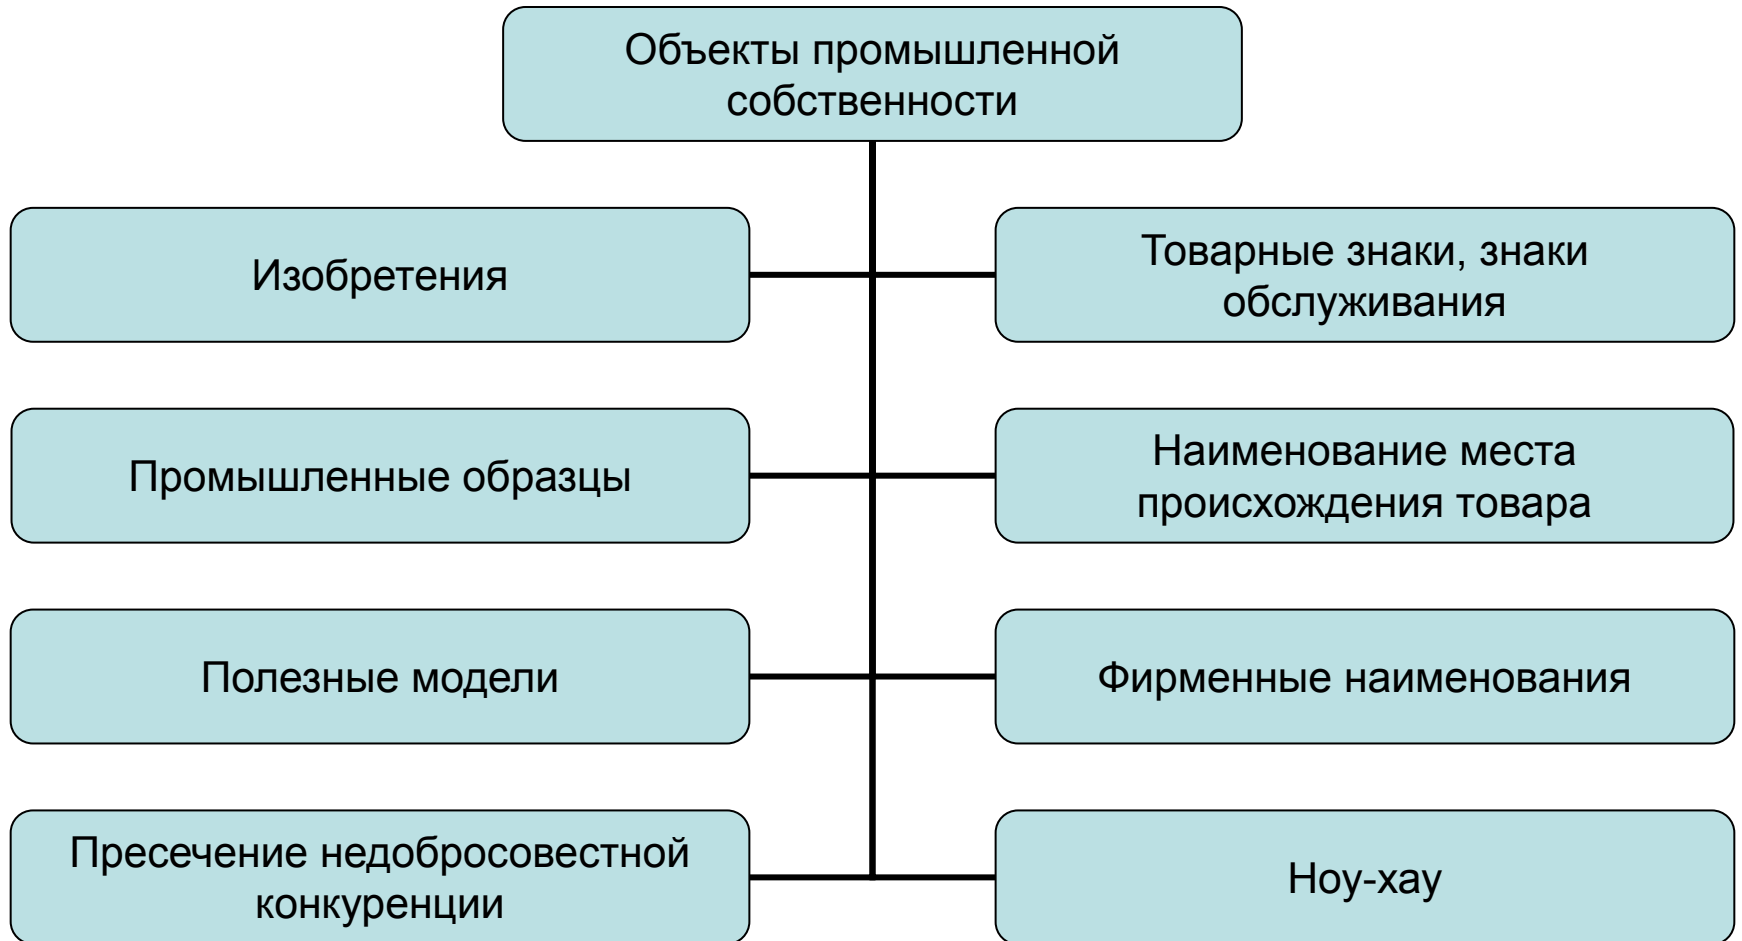 Объекты промышленной
собственности
Изобретения
Товарные знаки, знаки
обслуживания
Промышленные образцы
Наименование места
происхождения товара
Полезные модели
Фирменные наименования
Пресечение недобросовестной
конкуренции
Ноу-хау